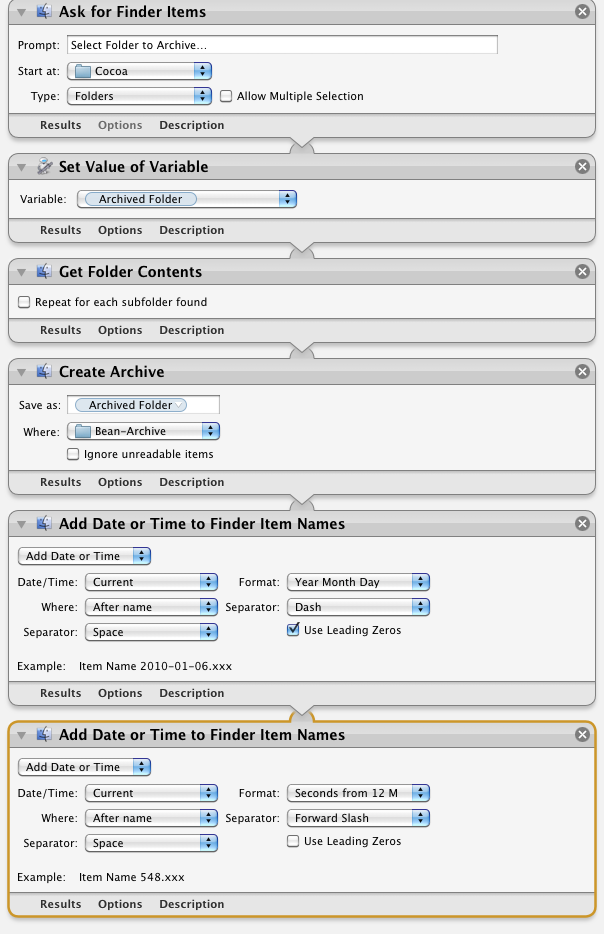 Ask for Finder Items
Prompt: Select Folder to Archive...
Start at: Cocoa
Type: Folders Allow Multiple Selection
Results Options Description
Set Value of Variable
Variable: Archived Folder
Results Options Description
Get Folder Contents
Repeat for each subfolder found
Results Options Description
Create Archive
Save as: Archived Folder
Where: Bean-Archive
Ignore unreadable items
Results Options Description
Add Date or Time to Finder Item Names
Add Date or Time
Date/Time: Current Format: Year Month Day
Where: After name Separator: Dash
Separator: Space Use Leading Zeros
Example: Item Name 2010-01-06.xxx
Results Options Description
Add Date or Time to Finder Item Names
Add Date or Time
Date/Time: Current Format: Seconds from 12 M
Where: After name Separator: Forward Slash
Separator: Space Use Leading Zeros
Example: Item Name 548.xxx
Results Options Description